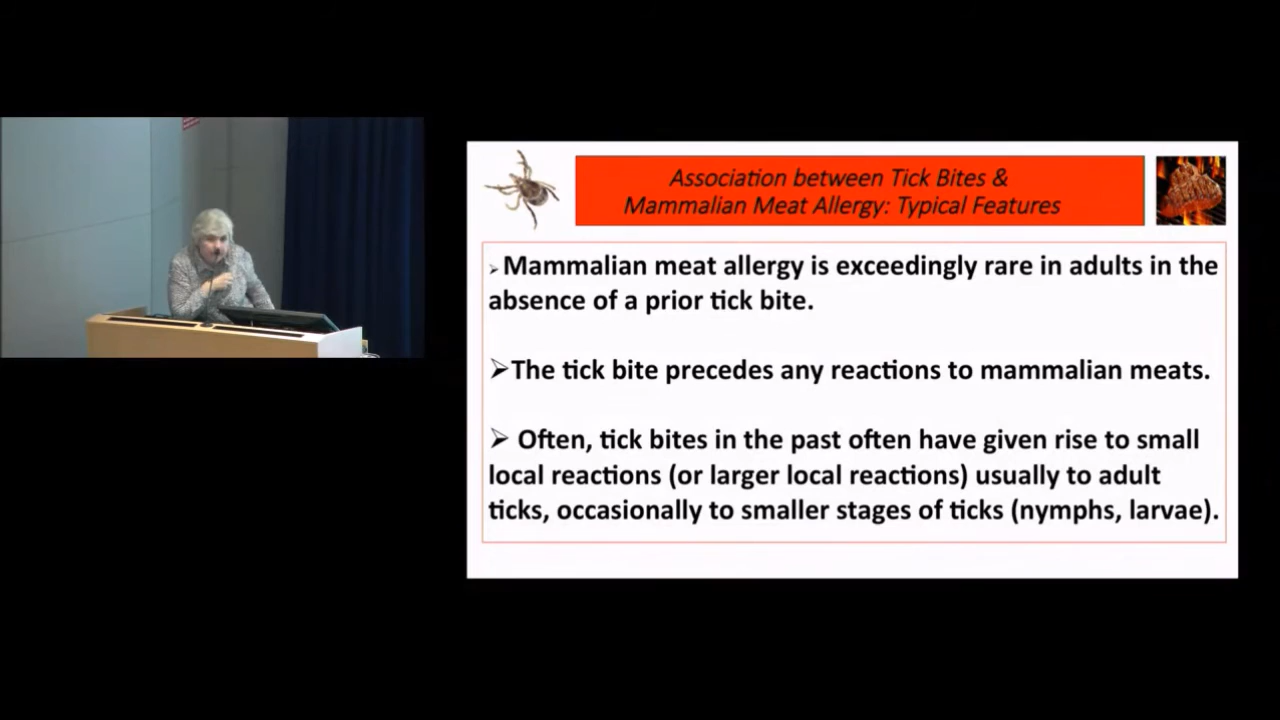 Association between Tick Bites &
Mammalian Meat Allergy: Typical Features
➢ Mammalian meat allergy is exceedingly rare in adults in the
absence of a prior tick bite.
➢The tick bite precedes any reactions to mammalian meats.
➢ Often, tick bites in the past often have given rise to small
local reactions (or larger local reactions) usually to adult
ticks, occasionally to smaller stages of ticks (nymphs, larvae).